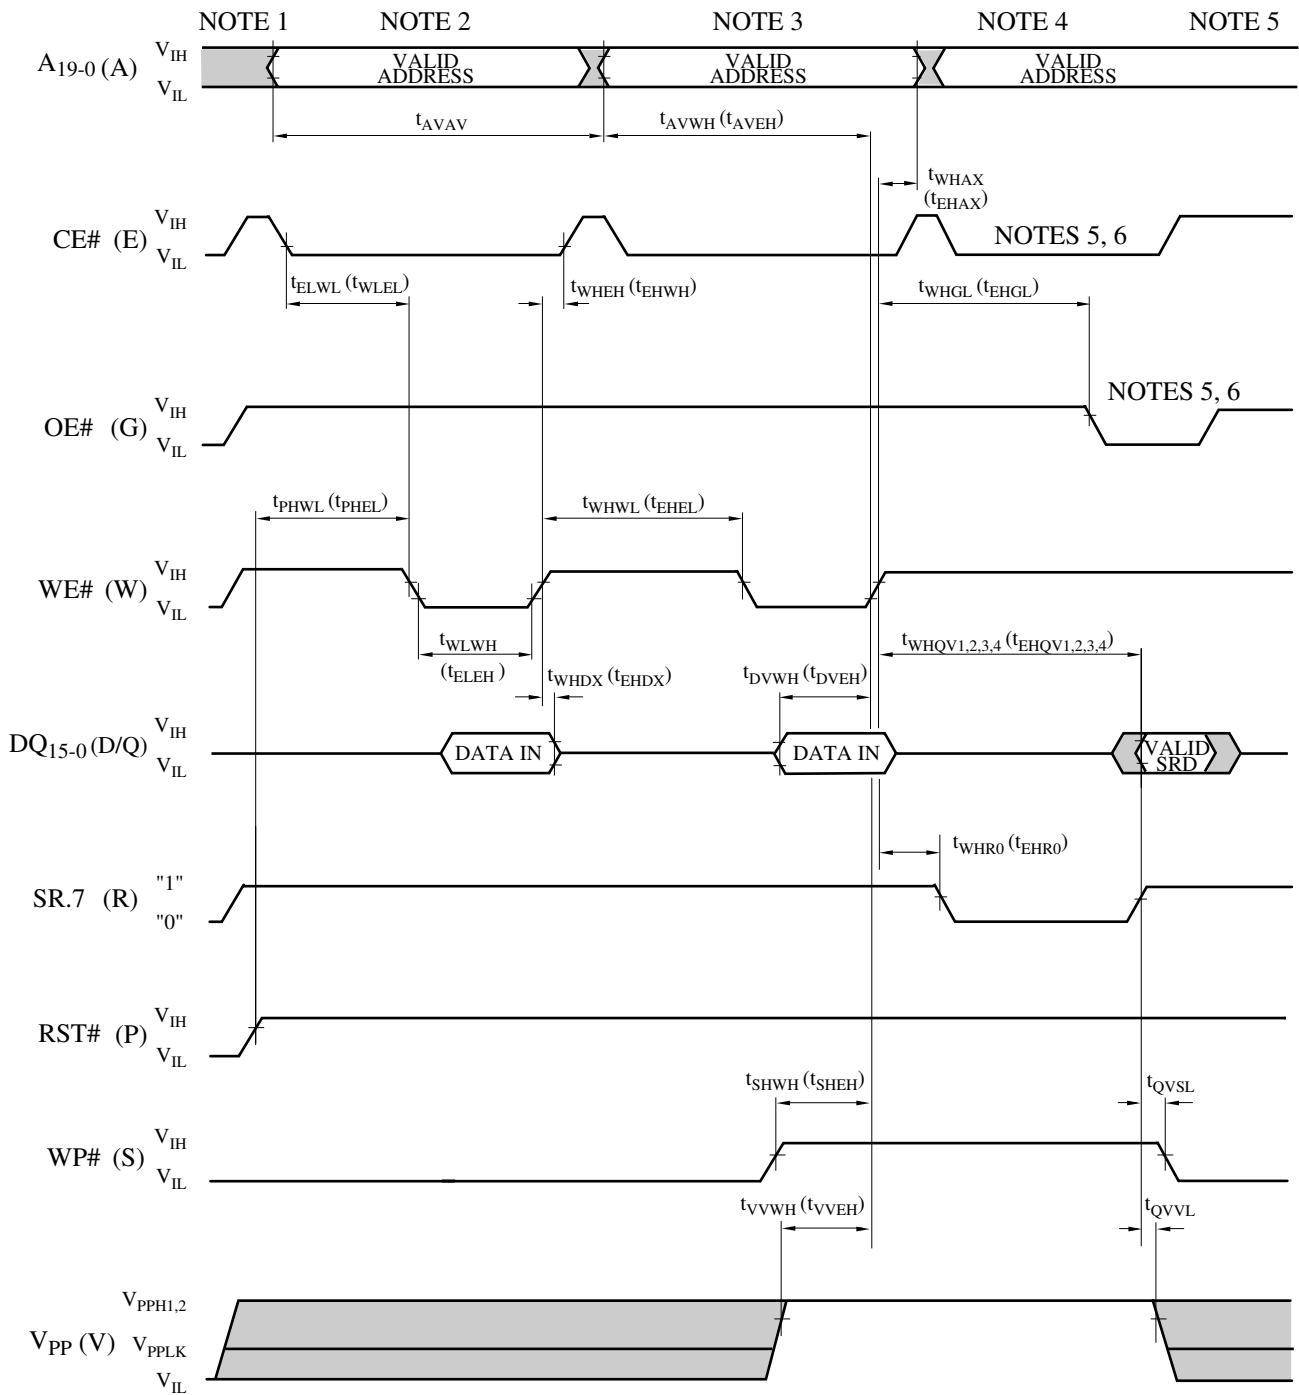 NOTE 1 NOTE 2 NOTE 3 NOTE 4 NOTE 5
A19-0 (A) VIH VIL VALID ADDRESS VALID ADDRESS VALID ADDRESS
tAVAV tAVWH (tAVEH)
tWHAX (tEHAX)
CE# (E) VIH VIL NOTES 5, 6
tELWL (tWLEL) tWHEH (tEHWH) tWHGL (tEHGL)
OE# (G) VIH VIL NOTES 5, 6
tPHWL (tPHEL) tWHWL (tEHEL)
WE# (W) VIH VIL
tWLWH (tELEH) tWHDX (tEHDX) tDVWH (tDVEH) tWHQV1,2,3,4 (tEHQV1,2,3,4)
DQ15-0 (D/Q) VIH VIL DATA IN DATA IN VALID SRD
tWHR0 (tEHR0)
SR.7 (R) "1" "0"
RST# (P) VIH VIL
tSHWH (tSHEH) tQVSL
WP# (S) VIH VIL
tVVWH (tVVEH) tQVVL
VPP (V) VPPH1,2 VPPLK VIL